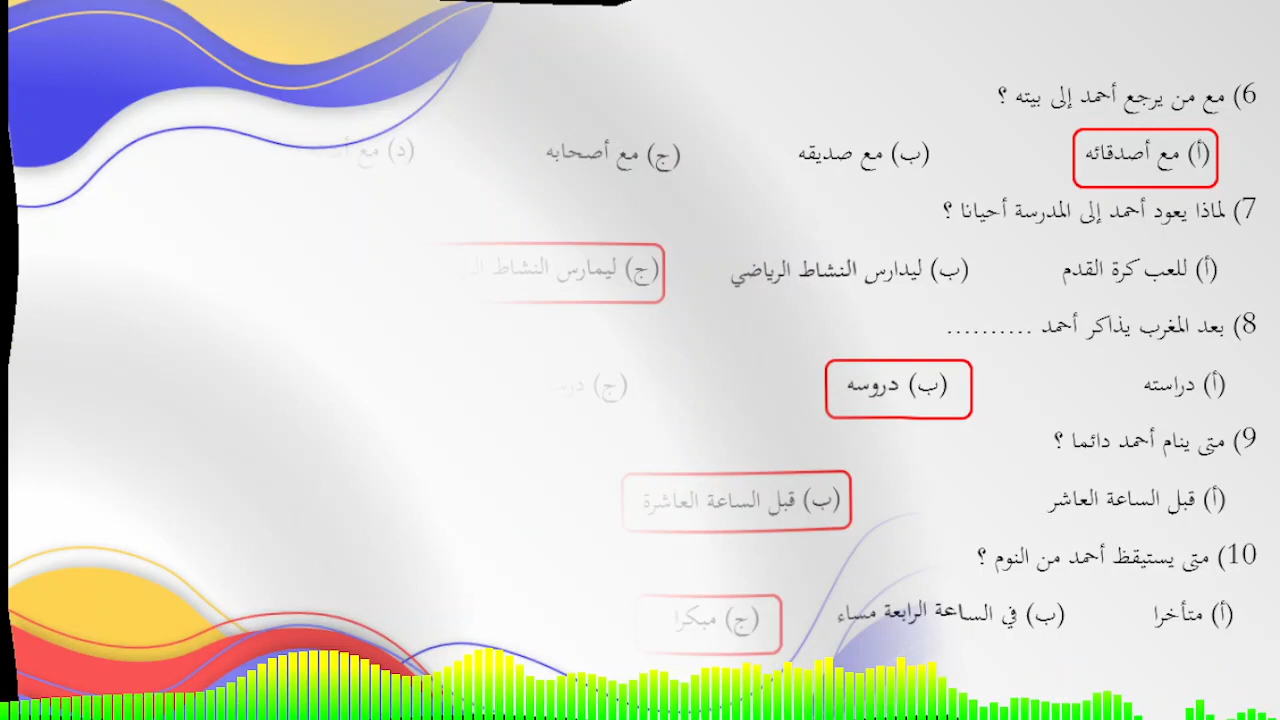 6) مع من يرجع أحمد إلى بيته ؟
(أ) مع أصدقائه (ب) مع صديقه (ج) مع أصحابه (د) مع
7) لماذا يعود أحمد إلى المدرسة أحيانا ؟
(أ) للعب كرة القدم (ب) ليدارس النشاط الرياضي (ج) ليمارس النشاط
8) بعد المغرب يذاكر أحمد ..........
(أ) دراسته (ب) دروسه (ج)
9) متى ينام أحمد دائما ؟
(أ) قبل الساعة العاشر (ب) قبل الساعة العاشرة
10) متى يستيقظ أحمد من النوم ؟
(أ) متأخرا (ب) في الساعة الرابعة مساء (ج) مبكرا